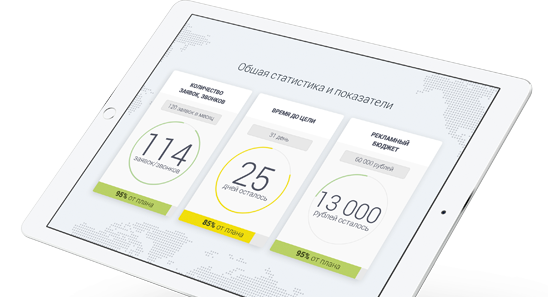 Общая статистика и показатели
КОЛИЧЕСТВО
ЗАЯВОК, ЗВОНКОВ
120 заявок в месяц
114
заявок/звонков
95% от плана
ВРЕМЯ ДО ЦЕЛИ
31 день
25
дней осталось
85% от плана
РЕКЛАМНЫЙ
БЮДЖЕТ
60 000 рублей
13 000
рублей осталось
95% от плана